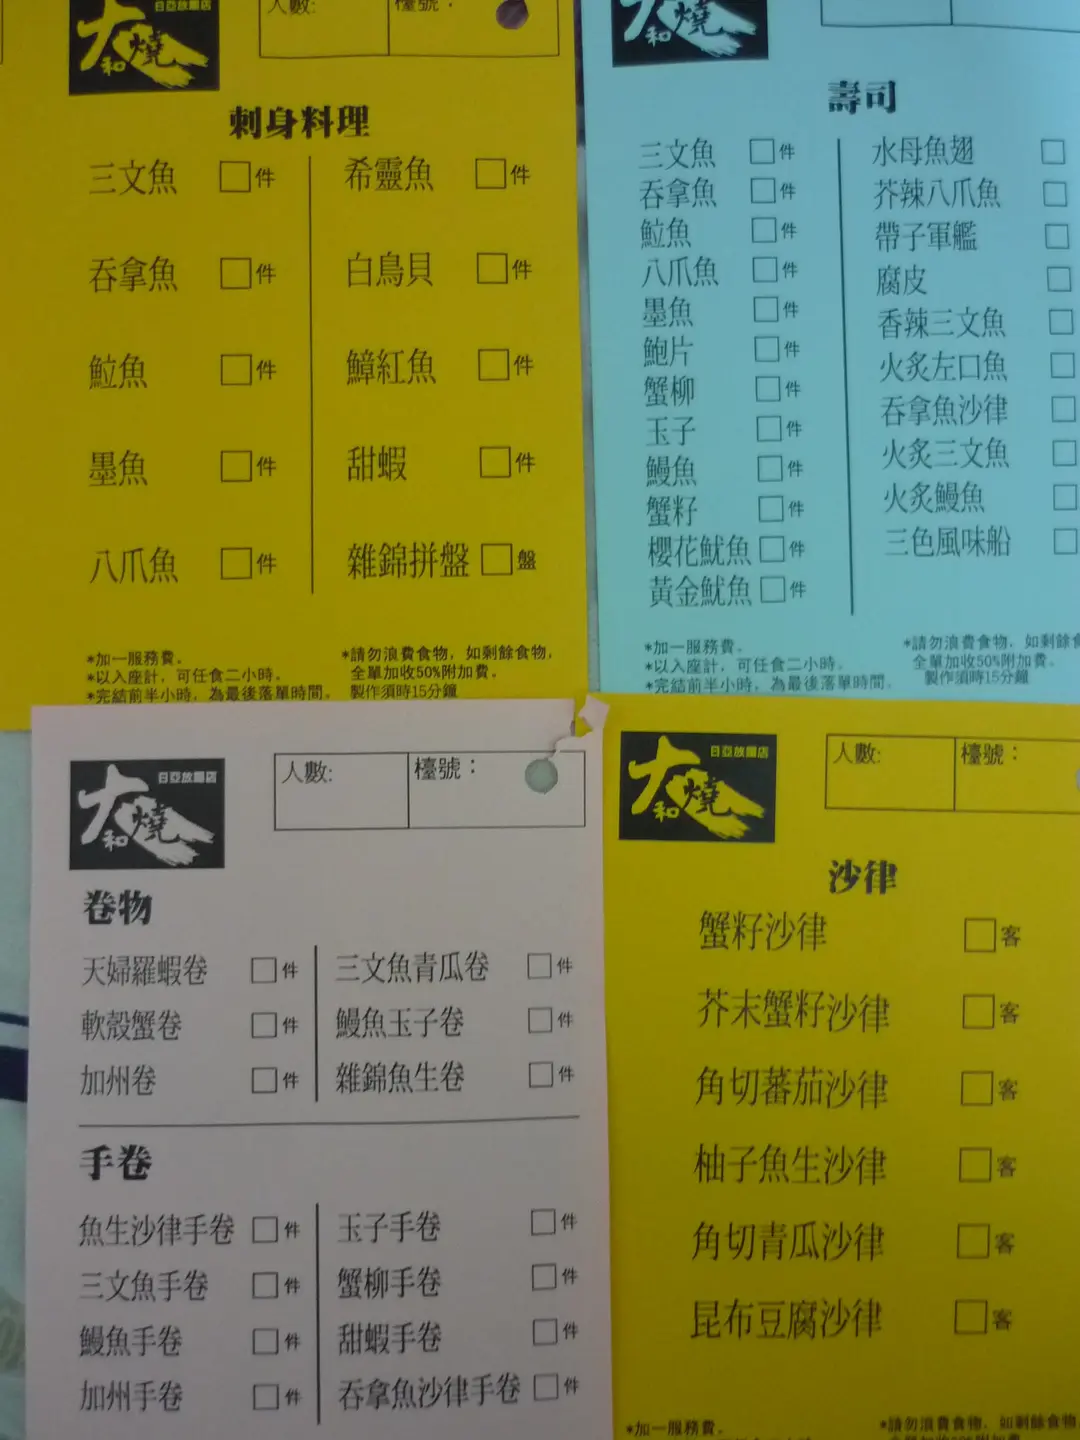 日亞放題店
大和燒
人數:
檯號：
刺身料理
三文魚 □件
吞拿魚 □件
鮫魚 □件
墨魚 □件
八爪魚 □件
希靈魚 □件
白鳥貝 □件
鱆紅魚 □件
甜蝦 □件
雜錦拼盤 □盤
*加一服務費。
*以入座計，可任食二小時。
*完結前半小時，為最後落單時間。
*請勿浪費食物，如剩餘食物，
全單加收50%附加費。
製作須時15分鐘
和燒
壽司
三文魚 □件
吞拿魚 □件
鮫魚 □件
八爪魚 □件
墨魚 □件
鮑片 □件
蟹柳 □件
玉子 □件
鰻魚 □件
蟹籽 □件
櫻花魷魚 □件
黃金魷魚 □件
水母魚翅 □
芥辣八爪魚 □
帶子軍艦 □
腐皮 □
香辣三文魚 □
火炙左口魚 □
吞拿魚沙律 □
火炙三文魚 □
火炙鰻魚 □
三色風味船 □
*加一服務費。
*以入座計，可任食二小時。
*完結前半小時，為最後落單時間。
*請勿浪費食物，如剩餘食
全單加收50%附加費。
製作須時15分鐘
日亞放題店
大和燒
人數:
檯號：
卷物
天婦羅蝦卷 □件
軟殼蟹卷 □件
加州卷 □件
三文魚青瓜卷 □件
鰻魚玉子卷 □件
雜錦魚生卷 □件
手卷
魚生沙律手卷 □件
三文魚手卷 □件
鰻魚手卷 □件
加州手卷 □件
玉子手卷 □件
蟹柳手卷 □件
甜蝦手卷 □件
吞拿魚沙律手卷 □件
日亞放題店
大和燒
人數:
檯號：
沙律
蟹籽沙律 □客
芥末蟹籽沙律 □客
角切蕃茄沙律 □客
柚子魚生沙律 □客
角切青瓜沙律 □客
昆布豆腐沙律 □客
*加一服務費。
*請勿浪費食物，如剩餘食物